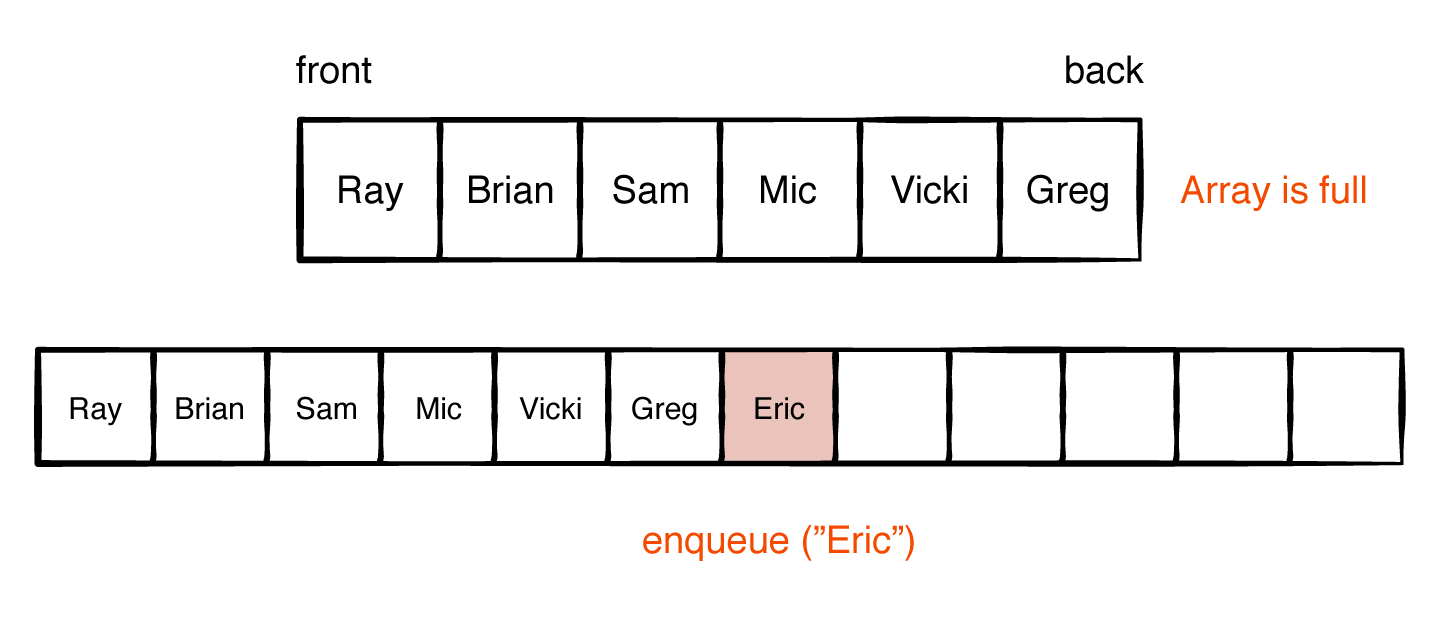 front back
Ray Brian Sam Mic Vicki Greg Array is full
Ray Brian Sam Mic Vicki Greg Eric
enqueue (”Eric”)